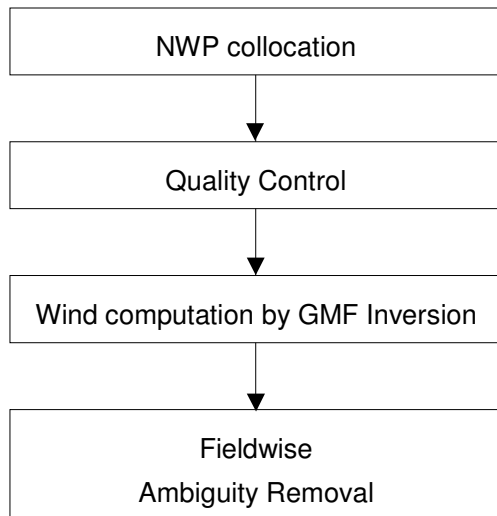 NWP collocation
Quality Control
Wind computation by GMF Inversion
Fieldwise
Ambiguity Removal